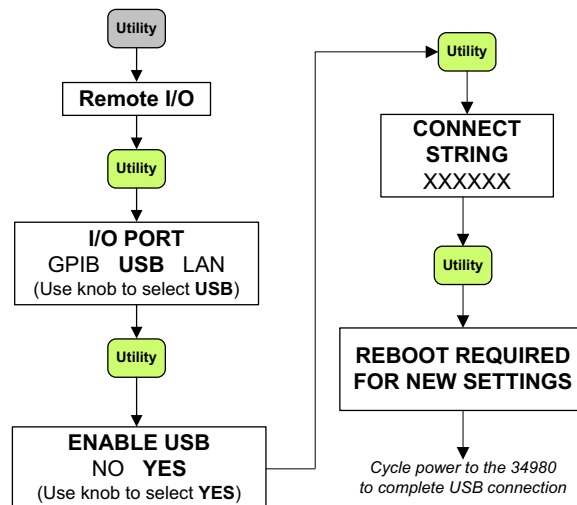 Utility
Remote I/O
Utility
I/O PORT
GPIB USB LAN
(Use knob to select USB)
Utility
ENABLE USB
NO YES
(Use knob to select YES)
Utility
CONNECT
STRING
XXXXXX
Utility
REBOOT REQUIRED
FOR NEW SETTINGS
Cycle power to the 34980
to complete USB connection